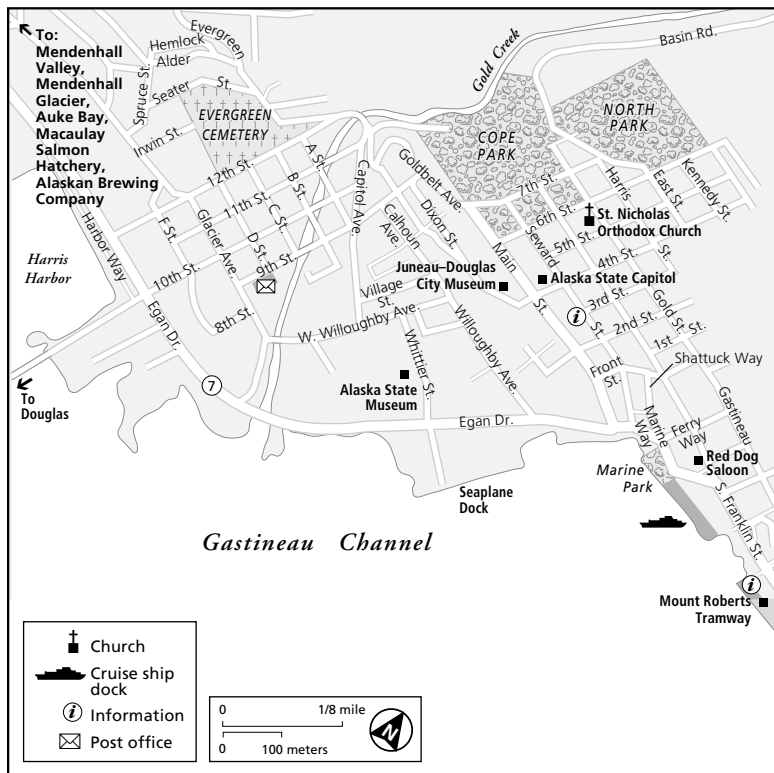 To:
Mendenhall
Valley,
Mendenhall
Glacier,
Auke Bay,
Macaulay
Salmon
Hatchery,
Alaskan Brewing
Company
Evergreen
Hemlock
Alder
Spruce St.
Seater St.
Irwin St.
EVERGREEN
CEMETERY
Gold Creek
Basin Rd.
COPE
PARK
NORTH
PARK
12th St.
11th St.
10th St.
9th St.
8th St.
A St.
B St.
C St.
D St.
F St.
Glacier Ave.
Capitol Ave.
Calhoun
Ave.
Goldbelt Ave.
Dixon St.
7th St.
6th St.
5th St.
4th St.
3rd St.
2nd St.
1st St.
Harris
East St.
Kennedy St.
St. Nicholas
Orthodox Church
Seward St.
Main St.
Gold St.
Juneau–Douglas
City Museum
Alaska State Capitol
Harbor Way
Harris
Harbor
Egan Dr.
Village
St.
W. Willoughby Ave.
Willoughby Ave.
Whittier St.
Front
St.
Shattuck Way
Alaska State
Museum
7
To
Douglas
Egan Dr.
Marine
Way
Ferry
Way
Gastineau
Red Dog
Saloon
Marine
Park
S. Franklin St.
Seaplane
Dock
Gastineau Channel
i
i
Mount Roberts
Tramway
Church
Cruise ship
dock
i Information
Post office
0 1/8 mile
0 100 meters
N